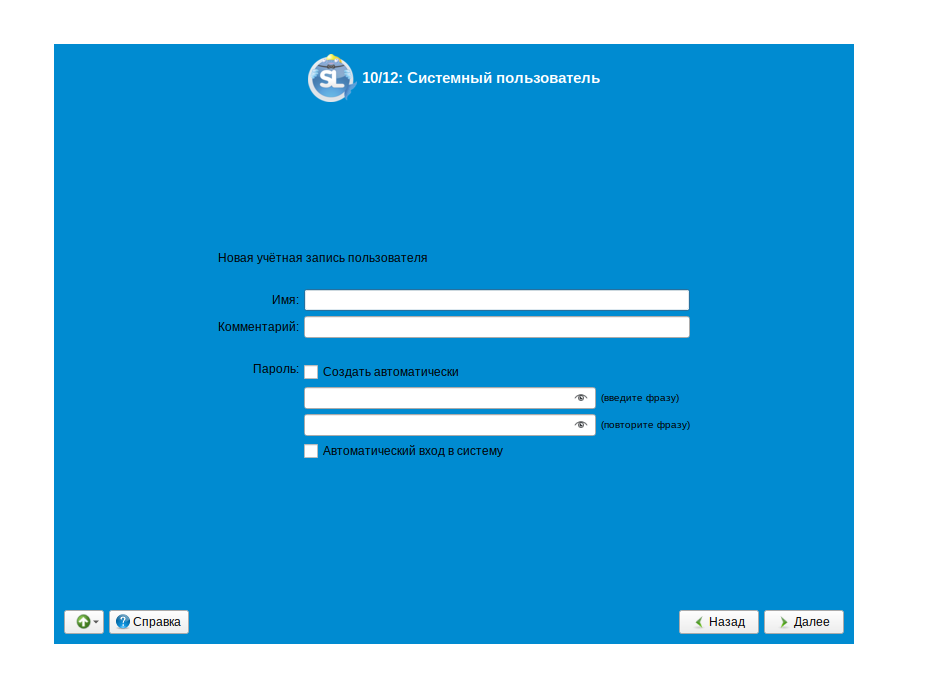 SL
10/12: Системный пользователь
Новая учётная запись пользователя
Имя:
Комментарий:
Пароль: Создать автоматически
(введите фразу)
(повторите фразу)
Автоматический вход в систему
Справка Назад Далее